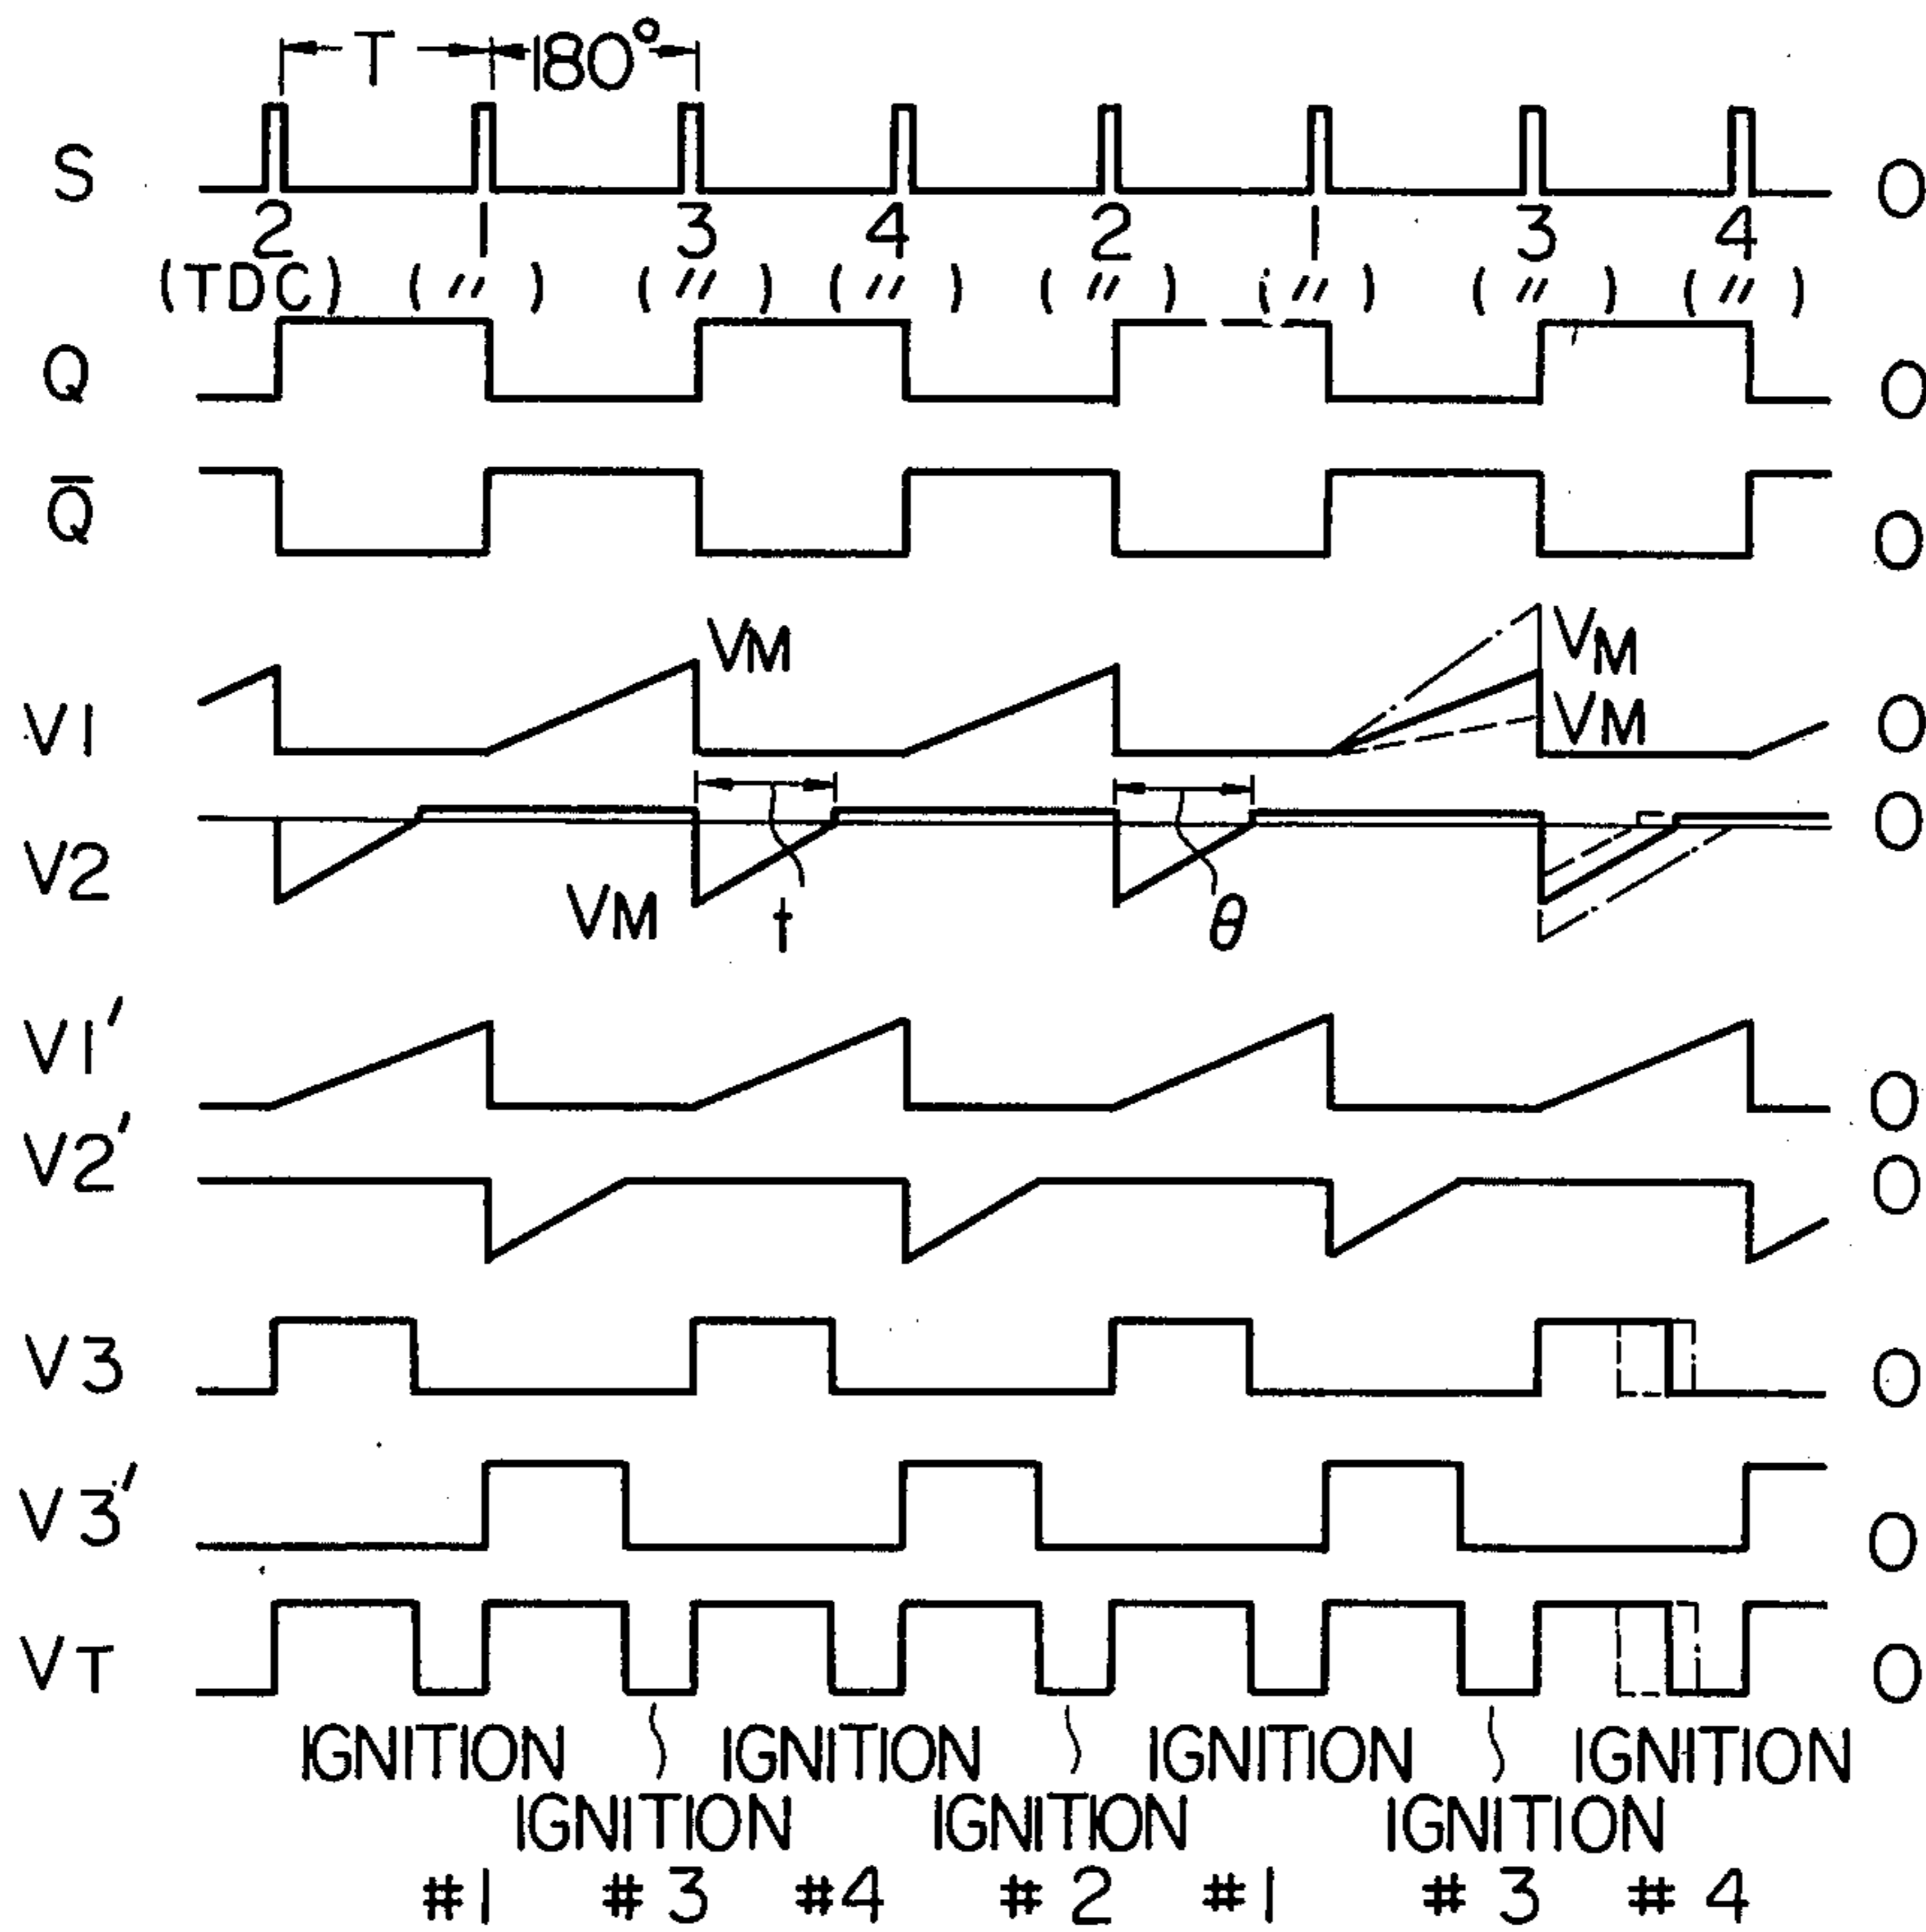 T 180°
S O
2 1 3 4 2 1 3 4
(TDC) (〃) (〃) (〃) (〃) (〃) (〃) (〃)
Q O
Q̅ O
VM VM
V1 VM O
V2 O
VM t θ
V1′ O
V2′ O
V3 O
V3′ O
VT O
IGNITION IGNITION IGNITION IGNITION
IGNITION IGNITION IGNITION
#1 #3 #4 #2 #1 #3 #4